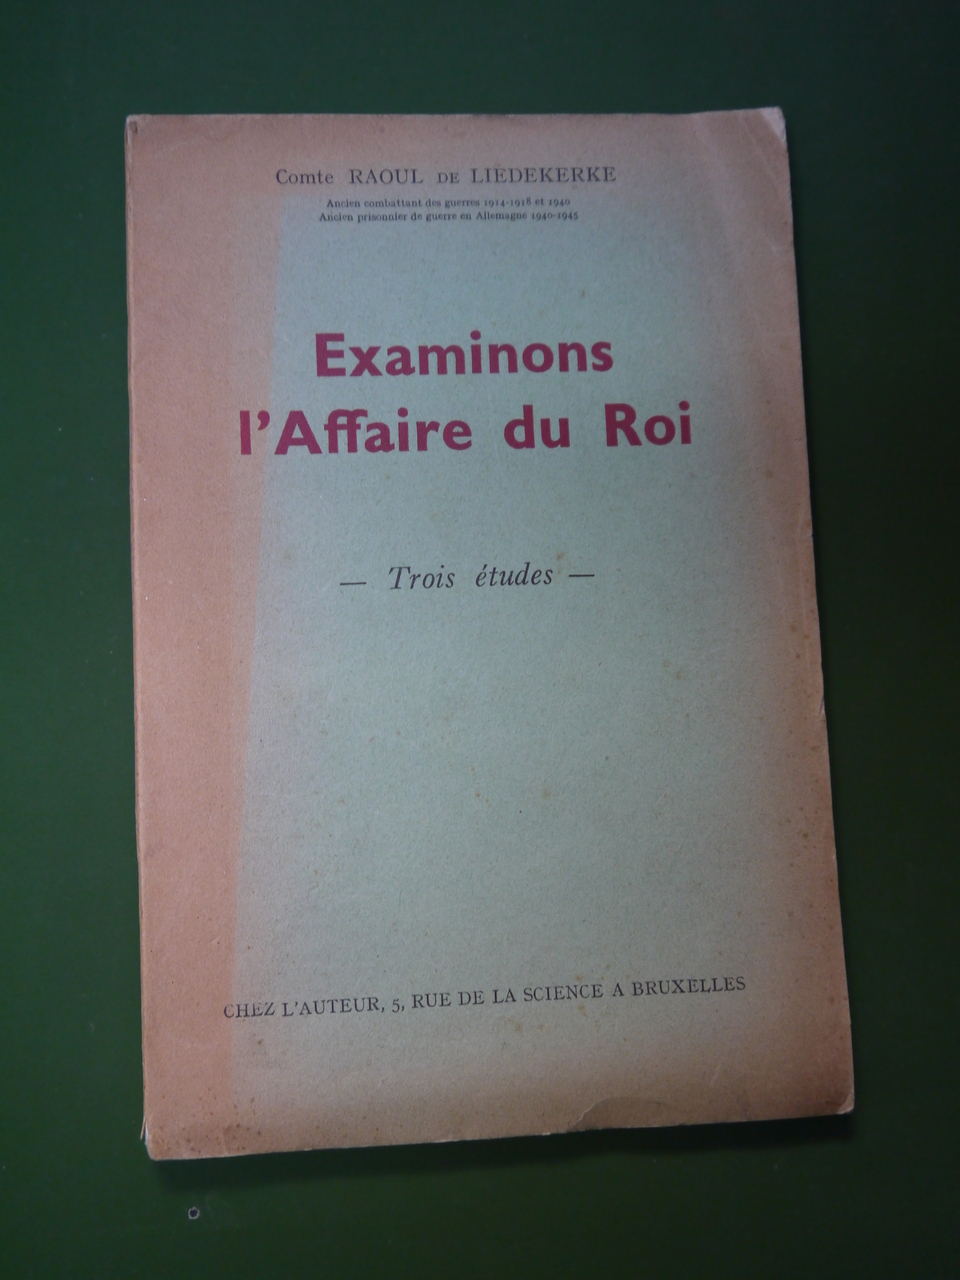 Comte RAOUL DE LIEDEKERKE
Ancien combattant des guerres 1914-1918 et 1940
Ancien prisonnier de guerre en Allemagne 1940-1945
Examinons
l'Affaire du Roi
— Trois études —
CHEZ L'AUTEUR, 5, RUE DE LA SCIENCE A BRUXELLES